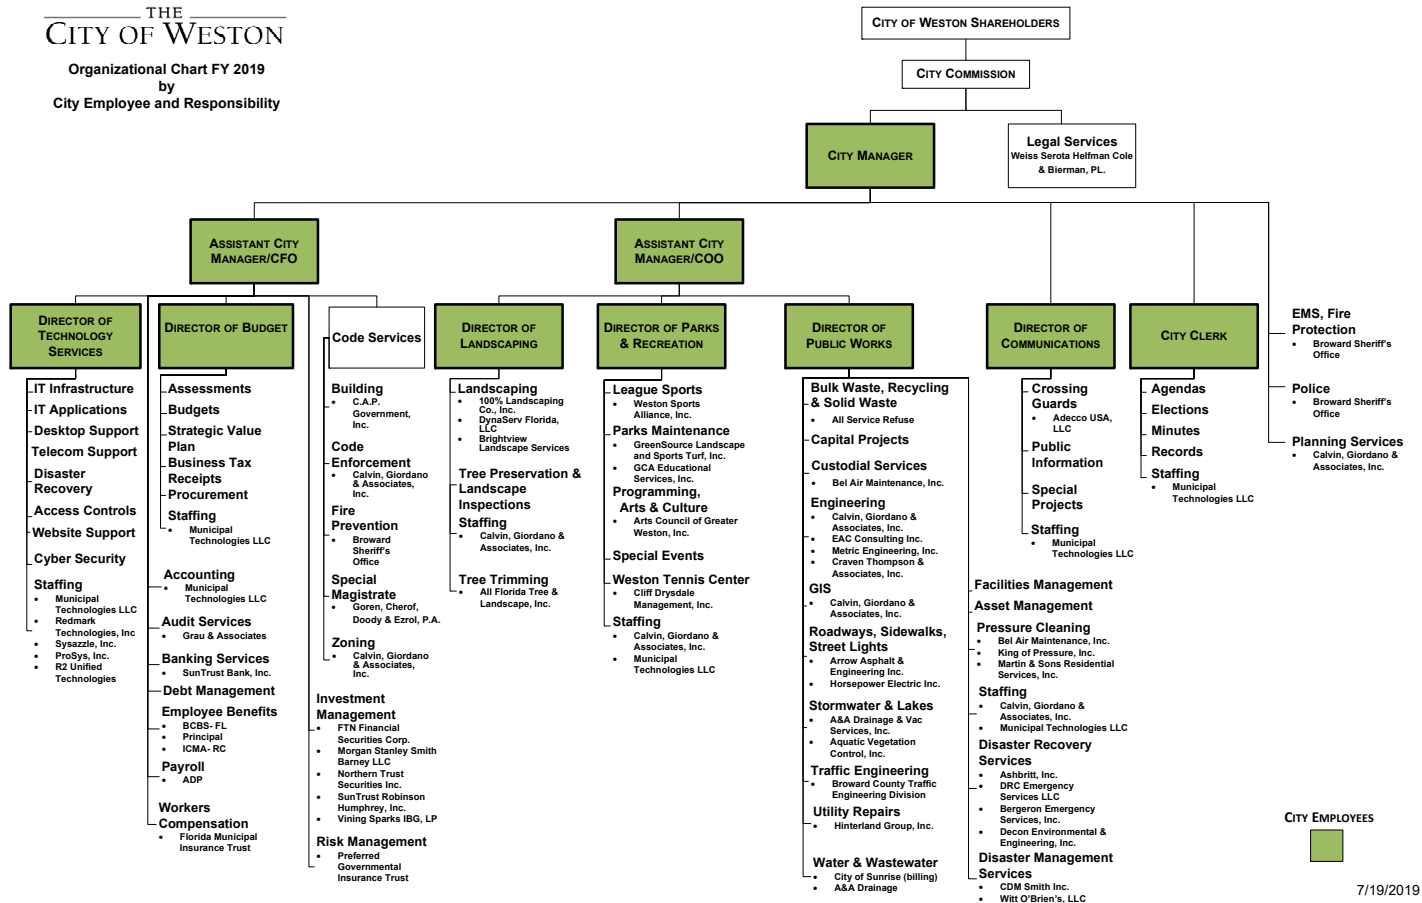 THE
CITY OF WESTON
Organizational Chart FY 2019
by
City Employee and Responsibility
CITY OF WESTON SHAREHOLDERS
CITY COMMISSION
CITY MANAGER
Legal Services
Weiss Serota Helfman Cole
& Bierman, PL.
ASSISTANT CITY
MANAGER/CFO
ASSISTANT CITY
MANAGER/COO
DIRECTOR OF
TECHNOLOGY
SERVICES
IT Infrastructure
IT Applications
Desktop Support
Telecom Support
Disaster
Recovery
Access Controls
Website Support
Cyber Security
Staffing
• Municipal
Technologies LLC
• Redmark
Technologies, Inc
• Sysazzle, Inc.
• ProSys, Inc.
• R2 Unified
Technologies
DIRECTOR OF BUDGET
Assessments
Budgets
Strategic Value
Plan
Business Tax
Receipts
Procurement
Staffing
• Municipal
Technologies LLC
Accounting
• Municipal
Technologies LLC
Audit Services
• Grau & Associates
Banking Services
• SunTrust Bank, Inc.
Debt Management
Employee Benefits
• BCBS- FL
• Principal
• ICMA- RC
Payroll
• ADP
Workers
Compensation
• Florida Municipal
Insurance Trust
Code Services
Building
• C.A.P.
Government,
Inc.
Code
Enforcement
• Calvin, Giordano
& Associates,
Inc.
Fire
Prevention
• Broward
Sheriff's
Office
Special
Magistrate
• Goren, Cherof,
Doody & Ezrol, P.A.
Zoning
• Calvin, Giordano
& Associates,
Inc.
Investment
Management
• FTN Financial
Securities Corp.
• Morgan Stanley Smith
Barney LLC
• Northern Trust
Securities Inc.
• SunTrust Robinson
Humphrey, Inc.
• Vining Sparks IBG, LP
Risk Management
• Preferred
Governmental
Insurance Trust
DIRECTOR OF
LANDSCAPING
Landscaping
• 100% Landscaping
Co., Inc.
• DynaServ Florida,
LLC
• Brightview
Landscape Services
Tree Preservation &
Landscape
Inspections
Staffing
• Calvin, Giordano &
Associates, Inc.
Tree Trimming
• All Florida Tree &
Landscape, Inc.
DIRECTOR OF PARKS
& RECREATION
League Sports
• Weston Sports
Alliance, Inc.
Parks Maintenance
• GreenSource Landscape
and Sports Turf, Inc.
• GCA Educational
Services, Inc.
Programming,
Arts & Culture
• Arts Council of Greater
Weston, Inc.
Special Events
Weston Tennis Center
• Cliff Drysdale
Management, Inc.
Staffing
• Calvin, Giordano &
Associates, Inc.
• Municipal
Technologies LLC
DIRECTOR OF
PUBLIC WORKS
Bulk Waste, Recycling
& Solid Waste
• All Service Refuse
Capital Projects
Custodial Services
• Bel Air Maintenance, Inc.
Engineering
• Calvin, Giordano &
Associates, Inc.
• EAC Consulting Inc.
• Metric Engineering, Inc.
• Craven Thompson &
Associates, Inc.
GIS
• Calvin, Giordano &
Associates, Inc.
Roadways, Sidewalks,
Street Lights
• Arrow Asphalt &
Engineering Inc.
• Horsepower Electric Inc.
Stormwater & Lakes
• A&A Drainage & Vac
Services, Inc.
• Aquatic Vegetation
Control, Inc.
Traffic Engineering
• Broward County Traffic
Engineering Division
Utility Repairs
• Hinterland Group, Inc.
Water & Wastewater
• City of Sunrise (billing)
• A&A Drainage
Facilities Management
Asset Management
Pressure Cleaning
• Bel Air Maintenance, Inc.
• King of Pressure, Inc.
• Martin & Sons Residential
Services, Inc.
Staffing
• Calvin, Giordano &
Associates, Inc.
• Municipal Technologies LLC
Disaster Recovery
Services
• Ashbritt, Inc.
• DRC Emergency
Services LLC
• Bergeron Emergency
Services, Inc.
• Decon Environmental &
Engineering, Inc.
Disaster Management
Services
• CDM Smith Inc.
• Witt O'Brien's, LLC
DIRECTOR OF
COMMUNICATIONS
Crossing
Guards
• Adecco USA,
LLC
Public
Information
Special
Projects
Staffing
• Municipal
Technologies LLC
CITY CLERK
Agendas
Elections
Minutes
Records
Staffing
• Municipal
Technologies LLC
EMS, Fire
Protection
• Broward Sheriff's
Office
Police
• Broward Sheriff's
Office
Planning Services
• Calvin, Giordano &
Associates, Inc.
CITY EMPLOYEES
7/19/2019